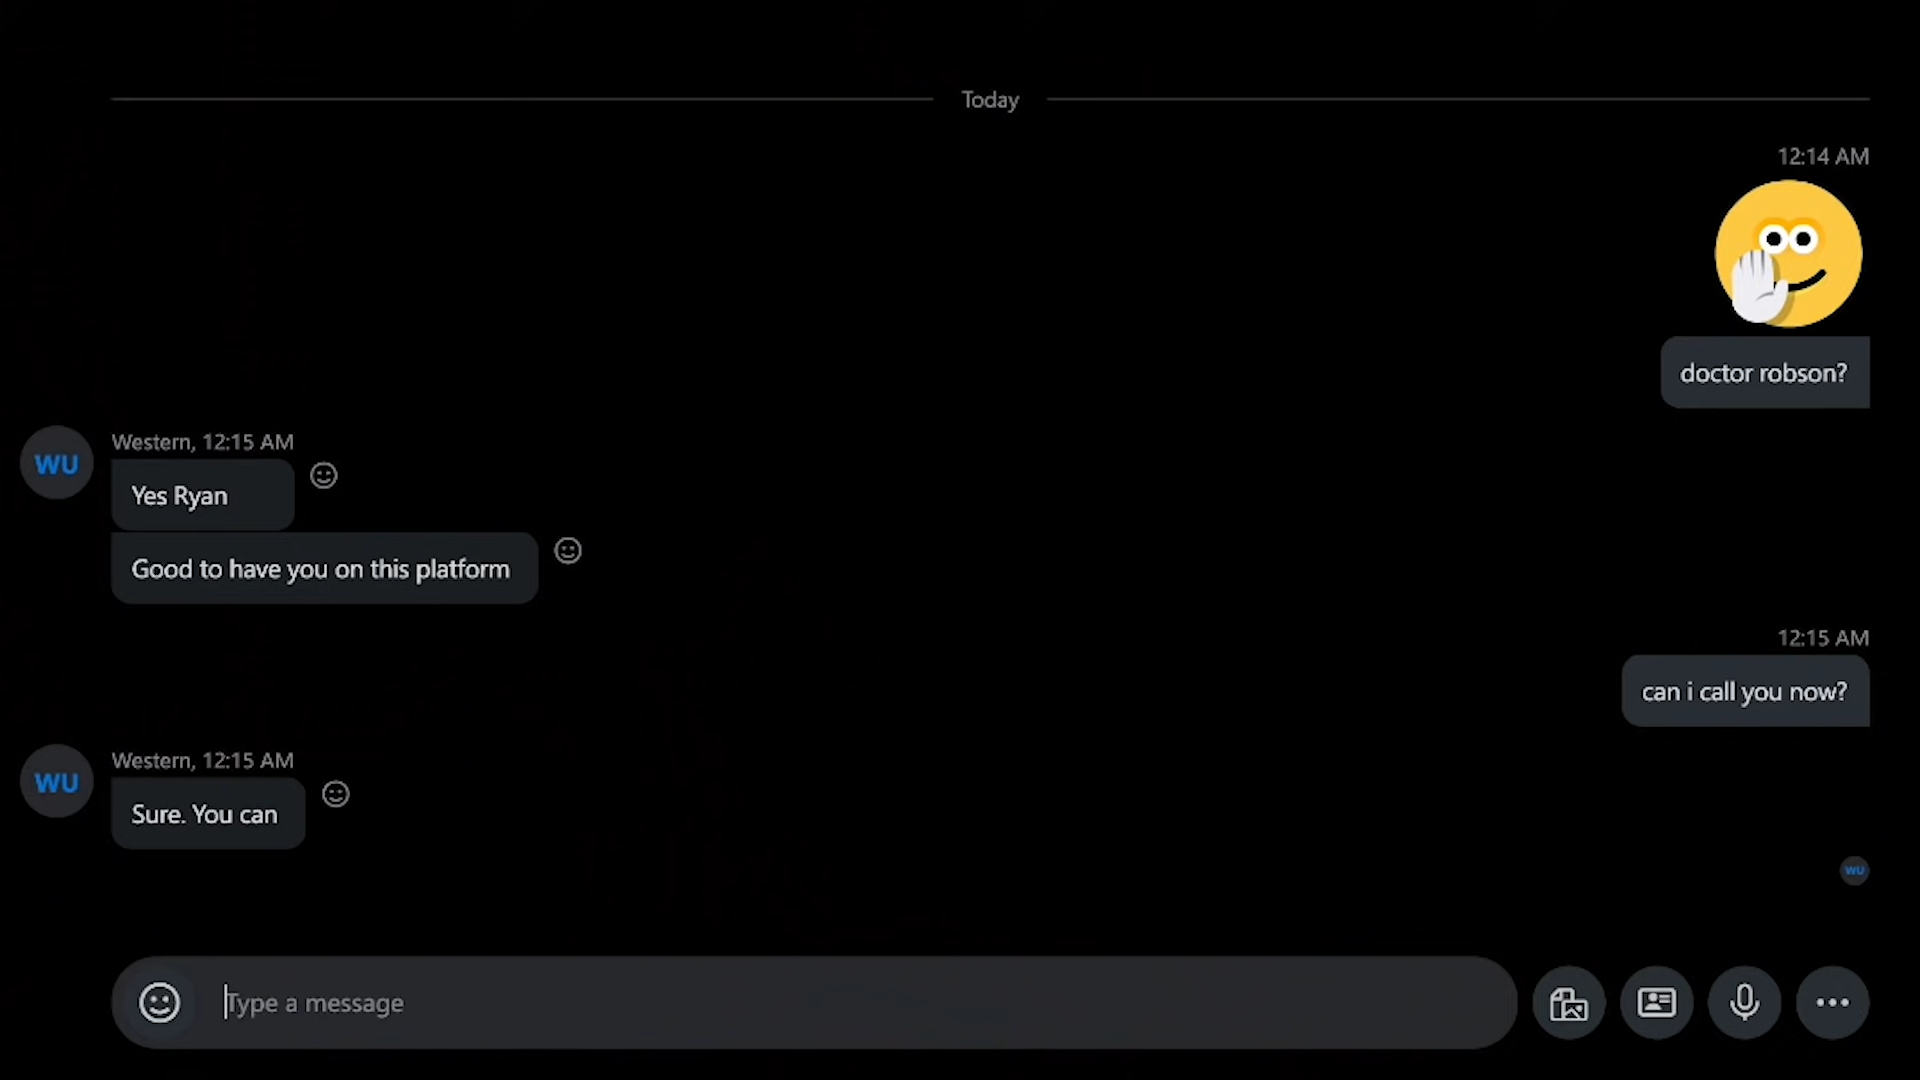 Today
12:14 AM
doctor robson?
Western, 12:15 AM
WU
Yes Ryan
Good to have you on this platform
12:15 AM
can i call you now?
Western, 12:15 AM
WU
Sure. You can
WU
Type a message